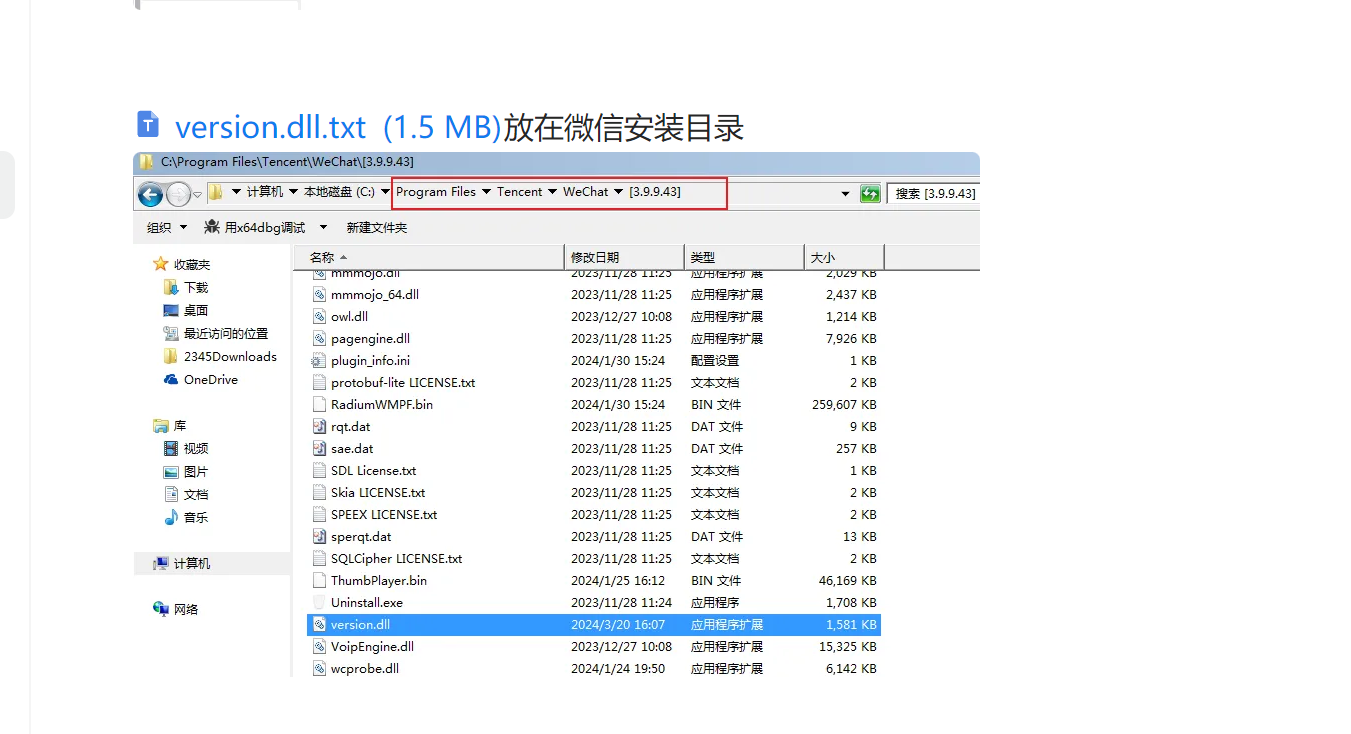 version.dll.txt (1.5 MB)放在微信安装目录
C:\Program Files\Tencent\WeChat\[3.9.9.43]
计算机 本地磁盘 (C:) Program Files Tencent WeChat [3.9.9.43] 搜索 [3.9.9.43]
组织 用x64dbg调试 新建文件夹
收藏夹
下载
桌面
最近访问的位置
2345Downloads
OneDrive
库
视频
图片
文档
音乐
计算机
网络
名称 修改日期 类型 大小
mmmojo.dll 2023/11/28 11:25 应用程序扩展 2,029 KB
mmmojo_64.dll 2023/11/28 11:25 应用程序扩展 2,437 KB
owl.dll 2023/12/27 10:08 应用程序扩展 1,214 KB
pagengine.dll 2023/11/28 11:25 应用程序扩展 7,926 KB
plugin_info.ini 2024/1/30 15:24 配置设置 1 KB
protobuf-lite LICENSE.txt 2023/11/28 11:25 文本文档 2 KB
RadiumWMPF.bin 2024/1/30 15:24 BIN 文件 259,607 KB
rqt.dat 2023/11/28 11:25 DAT 文件 9 KB
sae.dat 2023/11/28 11:25 DAT 文件 257 KB
SDL License.txt 2023/11/28 11:25 文本文档 1 KB
Skia LICENSE.txt 2023/11/28 11:25 文本文档 2 KB
SPEEX LICENSE.txt 2023/11/28 11:25 文本文档 2 KB
sperqt.dat 2023/11/28 11:25 DAT 文件 13 KB
SQLCipher LICENSE.txt 2023/11/28 11:25 文本文档 2 KB
ThumbPlayer.bin 2024/1/25 16:12 BIN 文件 46,169 KB
Uninstall.exe 2023/11/28 11:24 应用程序 1,708 KB
version.dll 2024/3/20 16:07 应用程序扩展 1,581 KB
VoipEngine.dll 2023/12/27 10:08 应用程序扩展 15,325 KB
wcprobe.dll 2024/1/24 19:50 应用程序扩展 6,142 KB